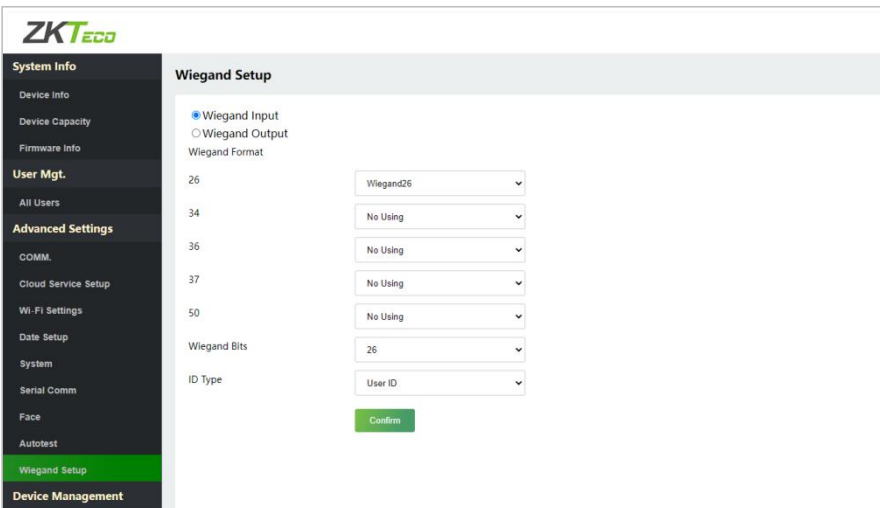 ZKTECO
System Info
Device Info
Device Capacity
Firmware Info
User Mgt.
All Users
Advanced Settings
COMM.
Cloud Service Setup
Wi-Fi Settings
Date Setup
System
Serial Comm
Face
Autotest
Wiegand Setup
Device Management
Wiegand Setup
Wiegand Input
Wiegand Output
Wiegand Format
26 Wiegand26
34 No Using
36 No Using
37 No Using
50 No Using
Wiegand Bits 26
ID Type User ID
Confirm